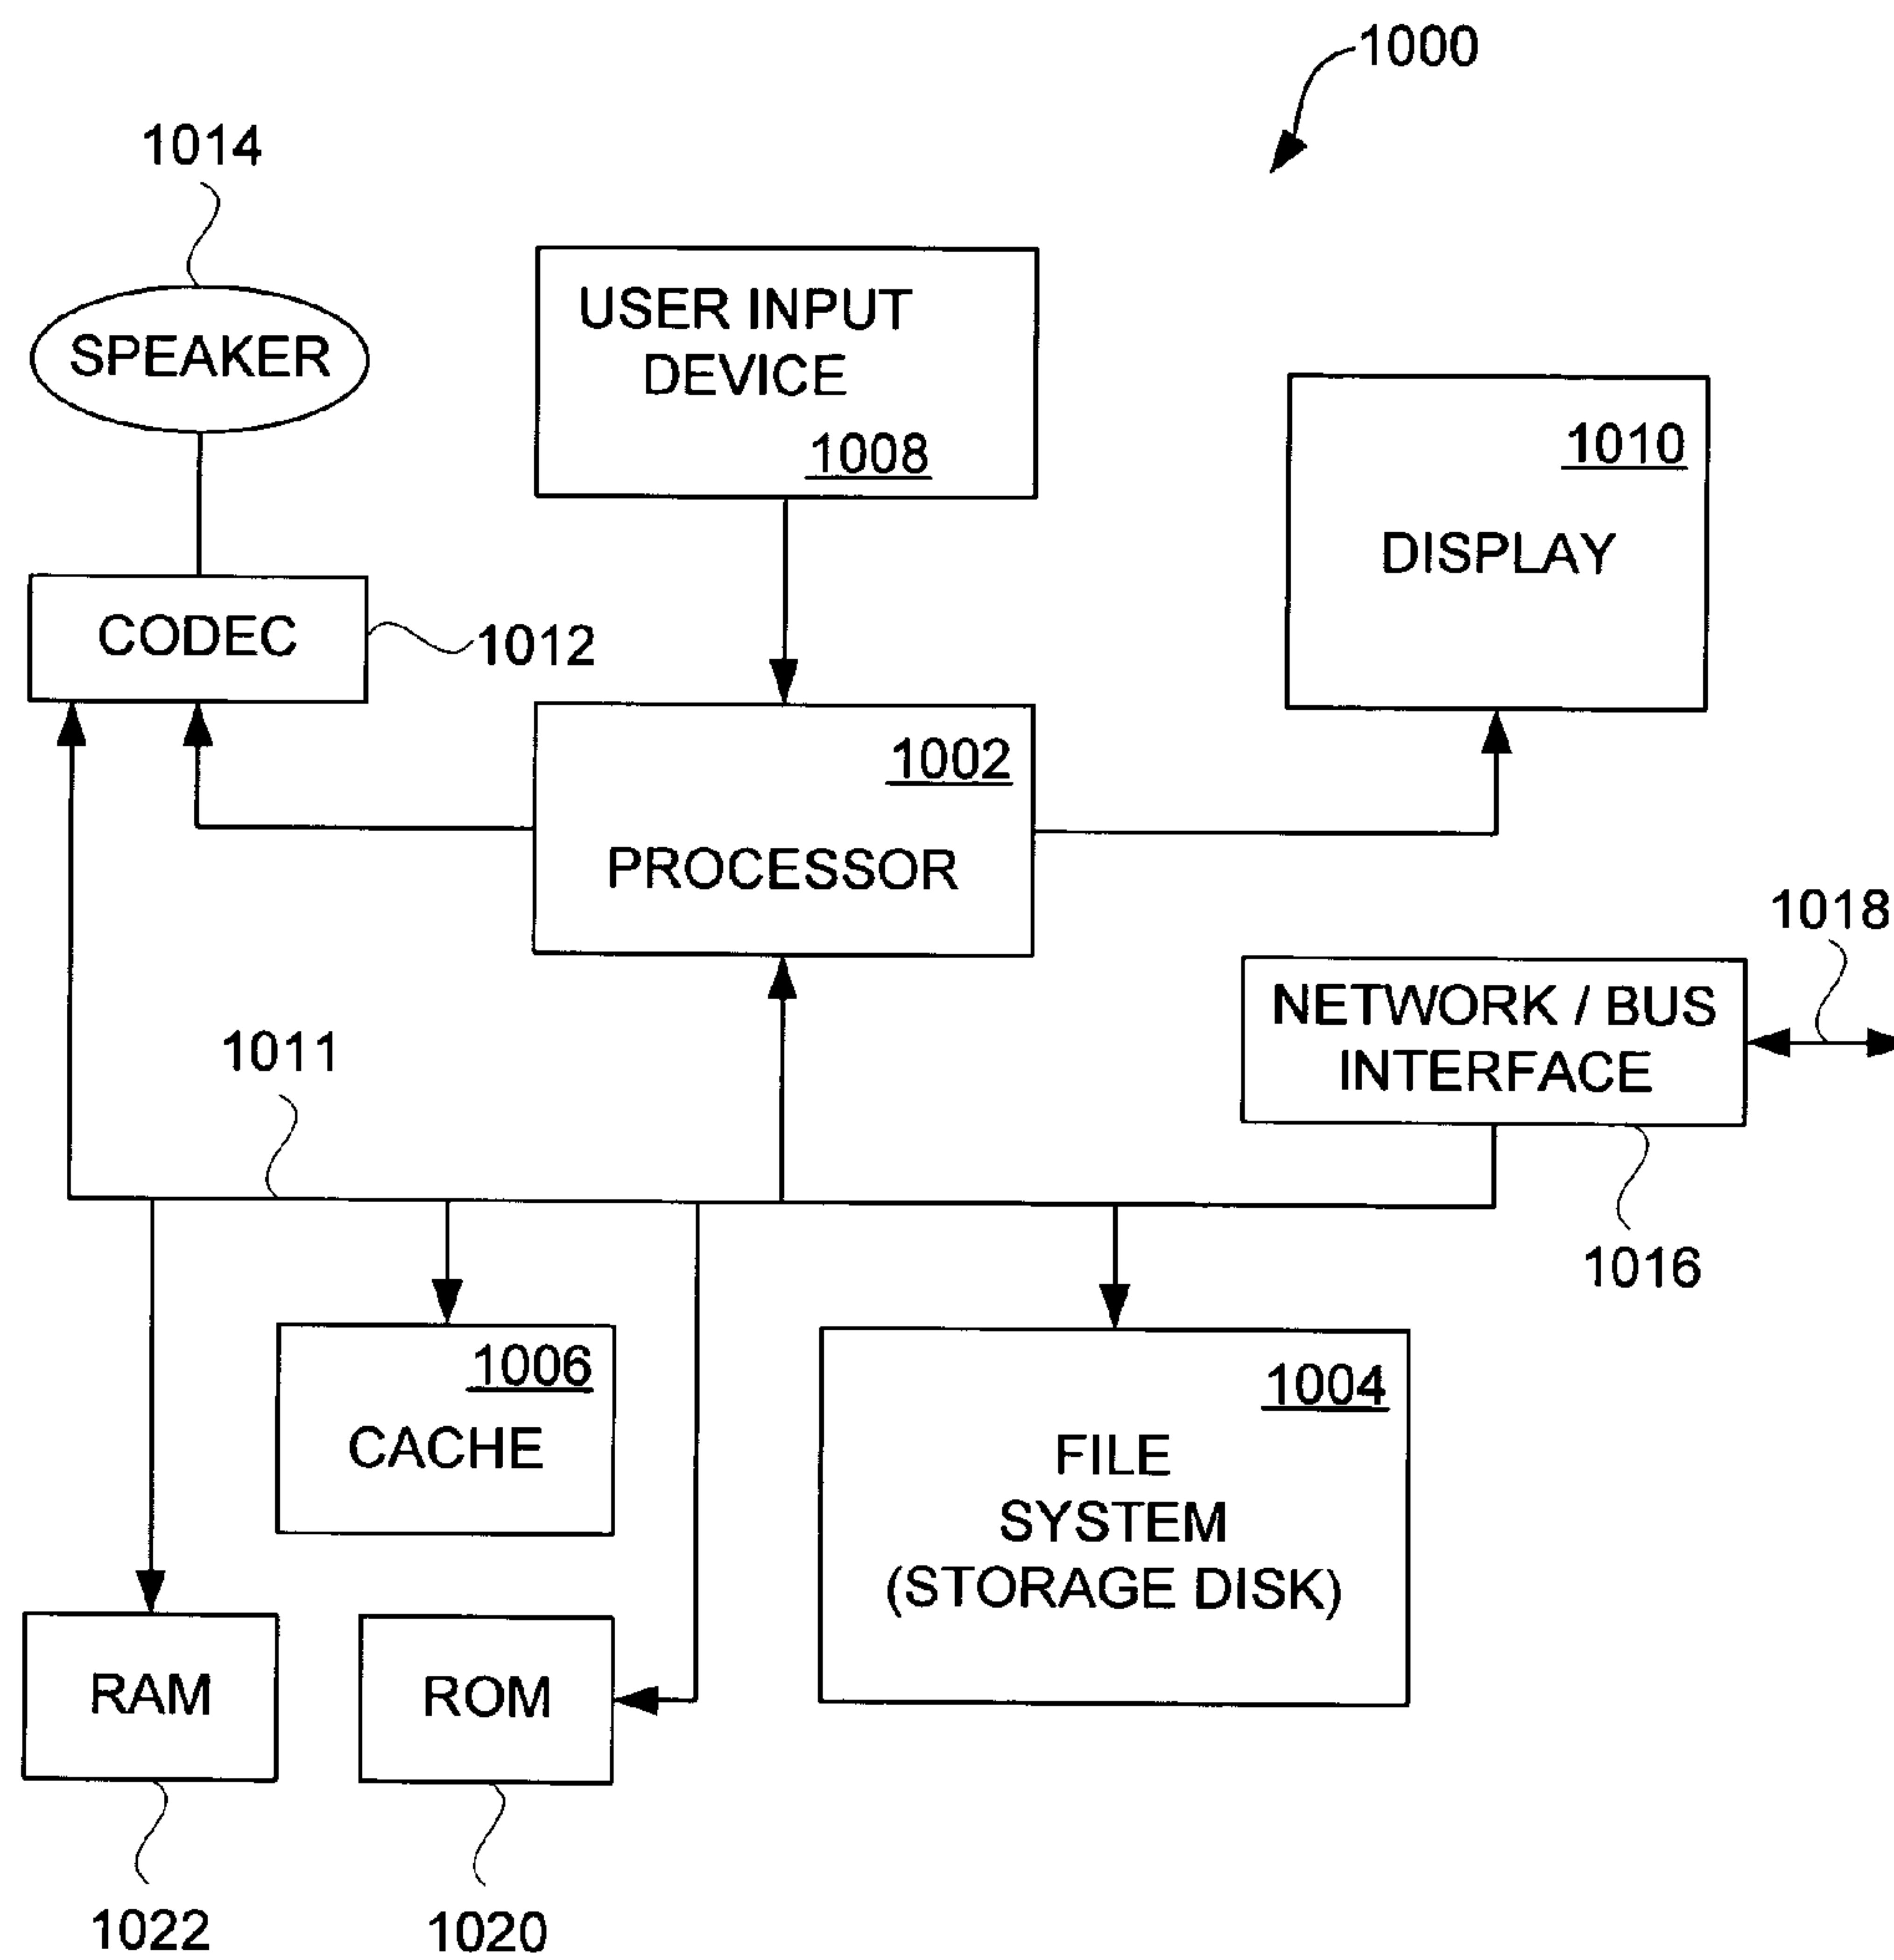 1000
1014
SPEAKER
USER INPUT
DEVICE
1008
1010
DISPLAY
CODEC
1012
1002
PROCESSOR
1018
NETWORK / BUS
INTERFACE
1011
1016
1006
CACHE
1004
FILE
SYSTEM
(STORAGE DISK)
RAM
ROM
1022
1020